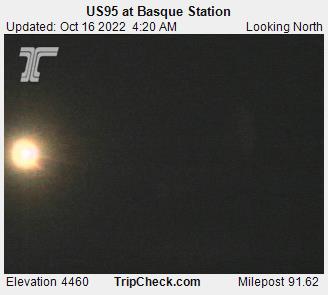 US95 at Basque Station
Updated: Oct 16 2022 4:20 AM Looking North
Elevation 4460 TripCheck.com Milepost 91.62